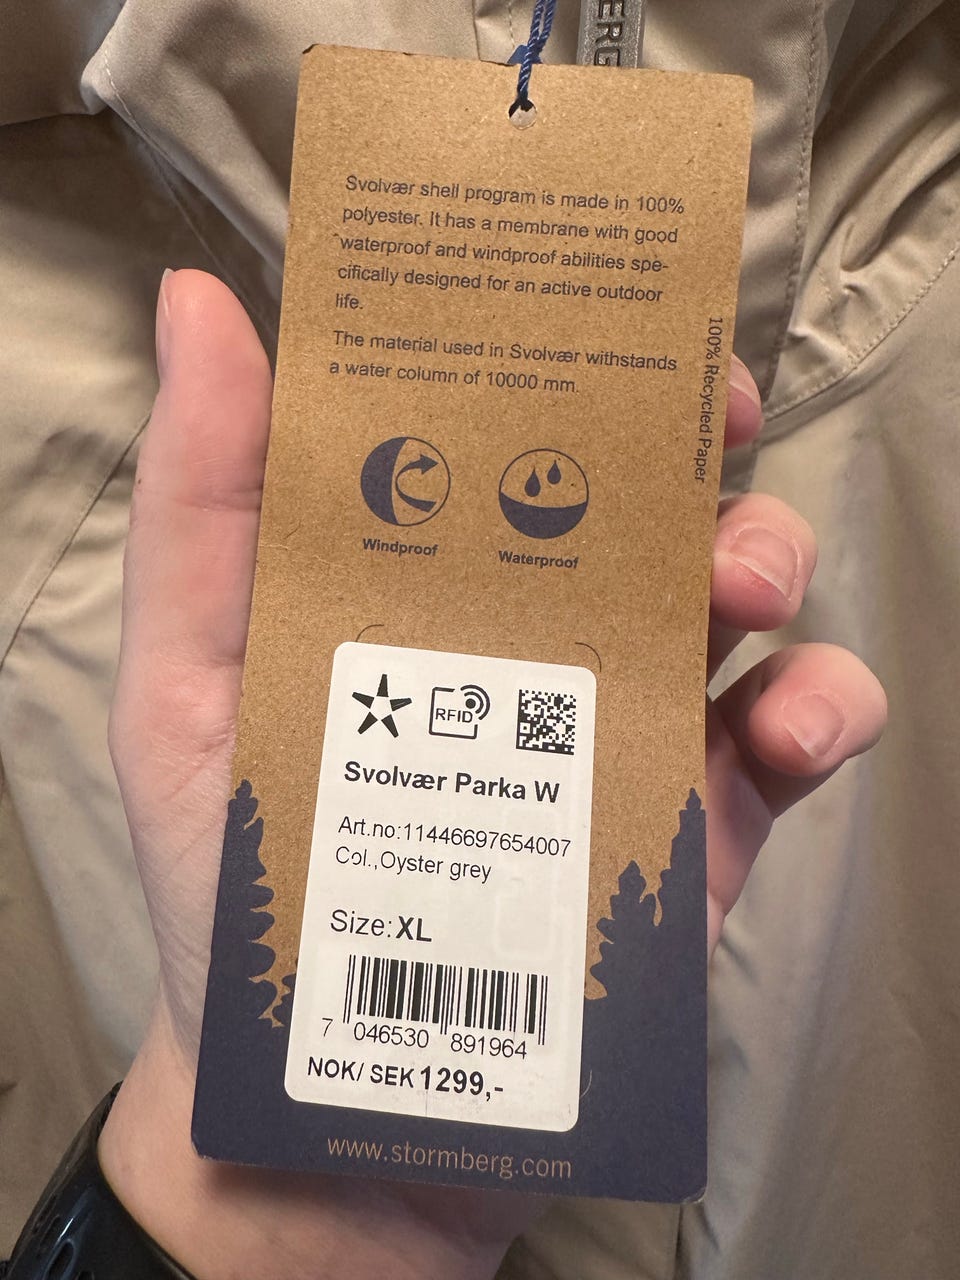 ERG
Svolvær shell program is made in 100%
polyester. It has a membrane with good
waterproof and windproof abilities spe-
cifically designed for an active outdoor
life.
The material used in Svolvær withstands
a water column of 10000 mm.
100% Recycled Paper
Windproof
Waterproof
RFID
Svolvær Parka W
Art.no:11446697654007
Col.,Oyster grey
Size:XL
7 046530 891964
NOK/ SEK 1299,-
www.stormberg.com